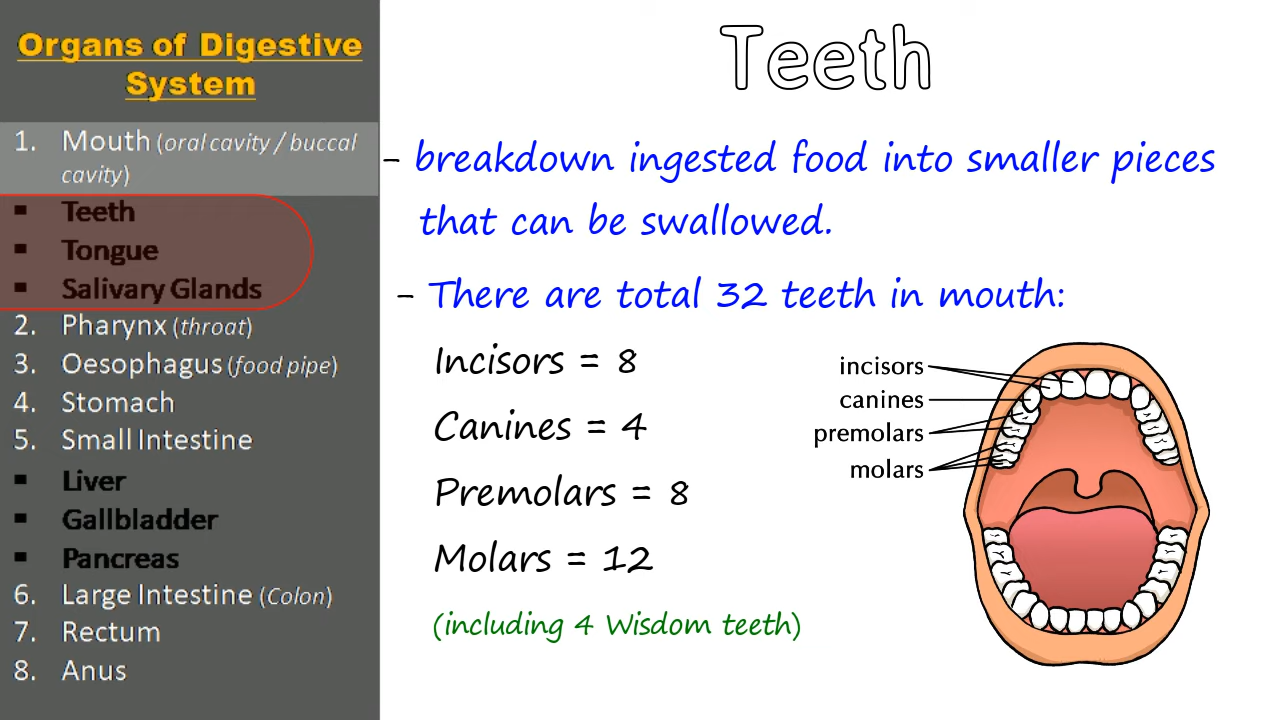 Organs of Digestive
System
1. Mouth (oral cavity / buccal
cavity)
▪ Teeth
▪ Tongue
▪ Salivary Glands
2. Pharynx (throat)
3. Oesophagus (food pipe)
4. Stomach
5. Small Intestine
▪ Liver
▪ Gallbladder
▪ Pancreas
6. Large Intestine (Colon)
7. Rectum
8. Anus
Teeth
- breakdown ingested food into smaller pieces
that can be swallowed.
- There are total 32 teeth in mouth:
Incisors = 8
Canines = 4
Premolars = 8
Molars = 12
(including 4 Wisdom teeth)
incisors
canines
premolars
molars